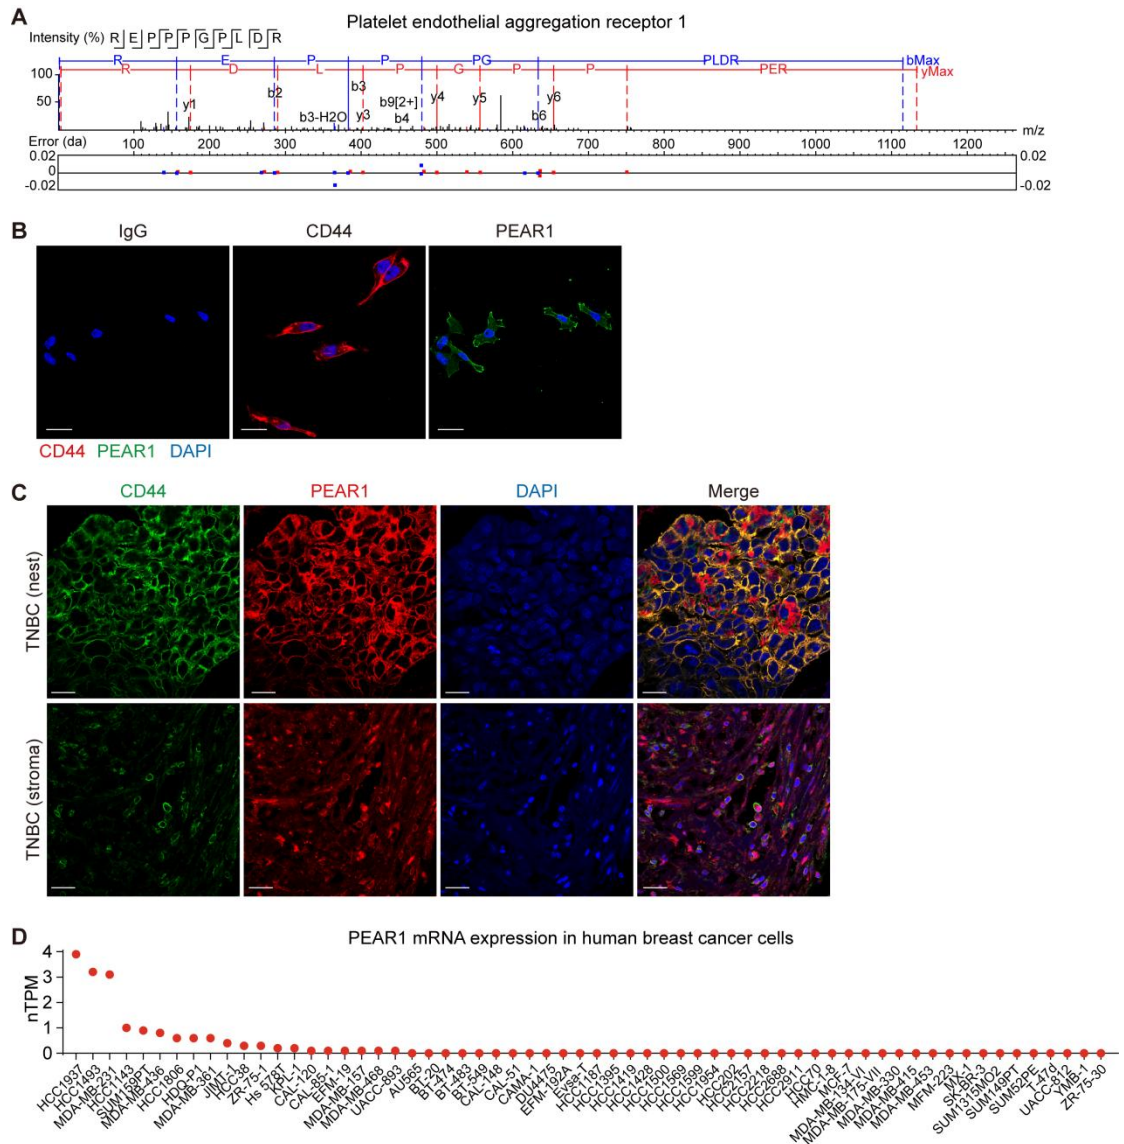 A
Platelet endothelial aggregation receptor 1
Intensity (%) R E P P P G P L D R
R E P P PG PLDR bMax
R D L P G P P PER yMax
100
50
y1 b2 b3-H2O b3 y3 b9[2+] b4 y4 y5 b6 y6
m/z
Error (da) 100 200 300 400 500 600 700 800 900 1000 1100 1200
0.02 0.02
0 0
-0.02 -0.02
B
IgG CD44 PEAR1
CD44 PEAR1 DAPI
C
CD44 PEAR1 DAPI Merge
TNBC (nest)
TNBC (stroma)
D
PEAR1 mRNA expression in human breast cancer cells
nTPM
4
3
2
1
0
HCC1937
HCC1493
MDA-MB-231
HCC1143
SUM159PT
MDA-MB-436
HCC1806
HDQ-P1
MDA-MB-361
JIMT-1
HCC38
ZR-75-1
Hs 578T
KPL-1
CAL-120
CAL-85-1
EFM-19
MDA-MB-157
MDA-MB-468
UACC-893
AU565
BT-20
BT-474
BT-483
BT-549
CAL-148
CAL-51
CAMA-1
DU4475
EFM-192A
Evsa-T
HCC1187
HCC1395
HCC1419
HCC1428
HCC1500
HCC1569
HCC1599
HCC1954
HCC202
HCC2157
HCC2218
HCC2688
HCC2911
HCC70
HMC-1-8
MCF-7
MDA-MB-134-VI
MDA-MB-175-VII
MDA-MB-330
MDA-MB-415
MDA-MB-453
MFM-223
MX-1
SK-BR-3
SUM1315MO2
SUM149PT
SUM52PE
T-47d
UACC-812
YMB-1
ZR-75-30